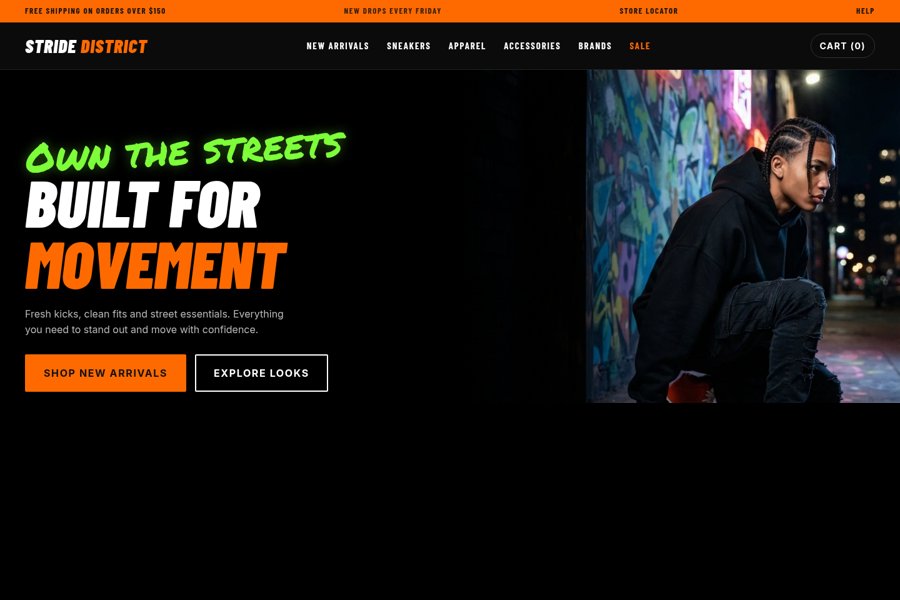 FREE SHIPPING ON ORDERS OVER $150
NEW DROPS EVERY FRIDAY
STORE LOCATOR
HELP
STRIDE DISTRICT
NEW ARRIVALS
SNEAKERS
APPAREL
ACCESSORIES
BRANDS
SALE
CART (0)
OWN THE STREETS
BUILT FOR
MOVEMENT
Fresh kicks, clean fits and street essentials. Everything
you need to stand out and move with confidence.
SHOP NEW ARRIVALS
EXPLORE LOOKS